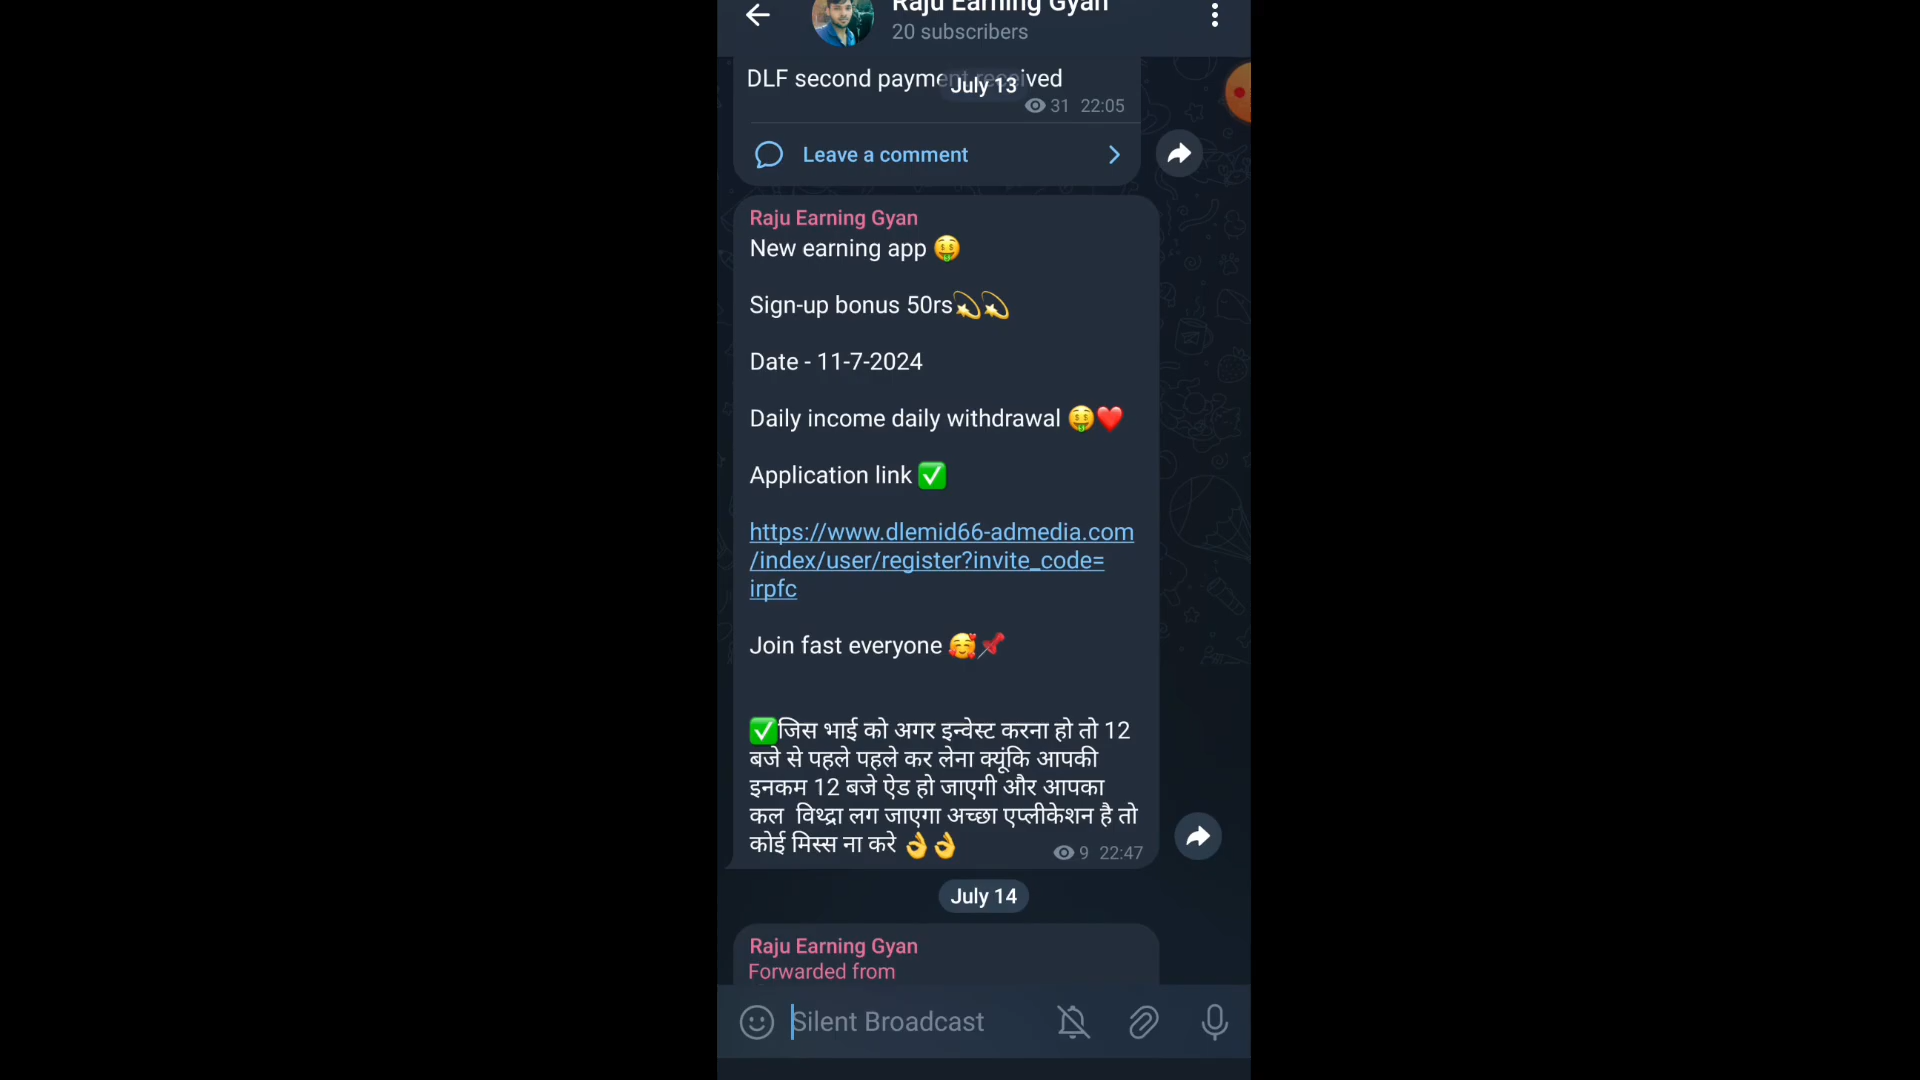 Raju Earning Gyan
20 subscribers
DLF second payment received
July 13
31 22:05
Leave a comment
Raju Earning Gyan
New earning app 🤑
Sign-up bonus 50rs💫💫
Date - 11-7-2024
Daily income daily withdrawal 🤑❤️
Application link ✅
https://www.dlemid66-admedia.com
/index/user/register?invite_code=
irpfc
Join fast everyone 🥰📌
✅जिस भाई को अगर इन्वेस्ट करना हो तो 12
बजे से पहले पहले कर लेना क्यूंकि आपकी
इनकम 12 बजे ऐड हो जाएगी और आपका
कल विथ्द्रा लग जाएगा अच्छा एप्लीकेशन है तो
कोई मिस्स ना करे 👌👌
9 22:47
July 14
Raju Earning Gyan
Forwarded from
Silent Broadcast